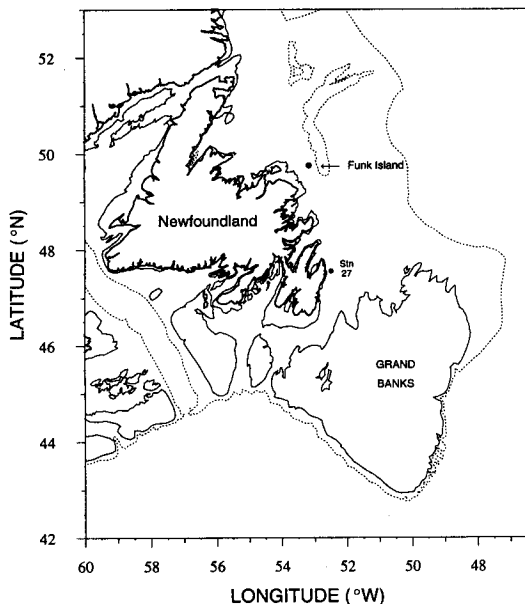 52
50
Funk Island
Newfoundland
48
Stn
27
LATITUDE (°N)
46
GRAND
BANKS
44
42
60
58
56
54
52
50
48
LONGITUDE (°W)